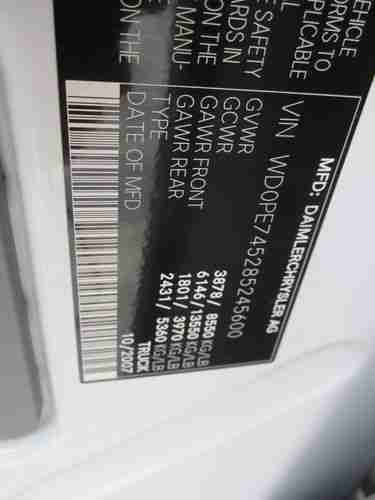 EHICLE
ORMS TO
PPLICABLE
AL
E SAFETY
ARDS IN
ON THE
MANU-
ON THE
MFD: DAIMLERCHRYSLER AG
VIN WD0PE745285245600
GVWR 3878/ 8550 KG/LB
GCWR 6146/13550 KG/LB
GAWR FRONT 1801/ 3970 KG/LB
GAWR REAR 2431/ 5360 KG/LB
TYPE TRUCK
DATE OF MFD 10/2007